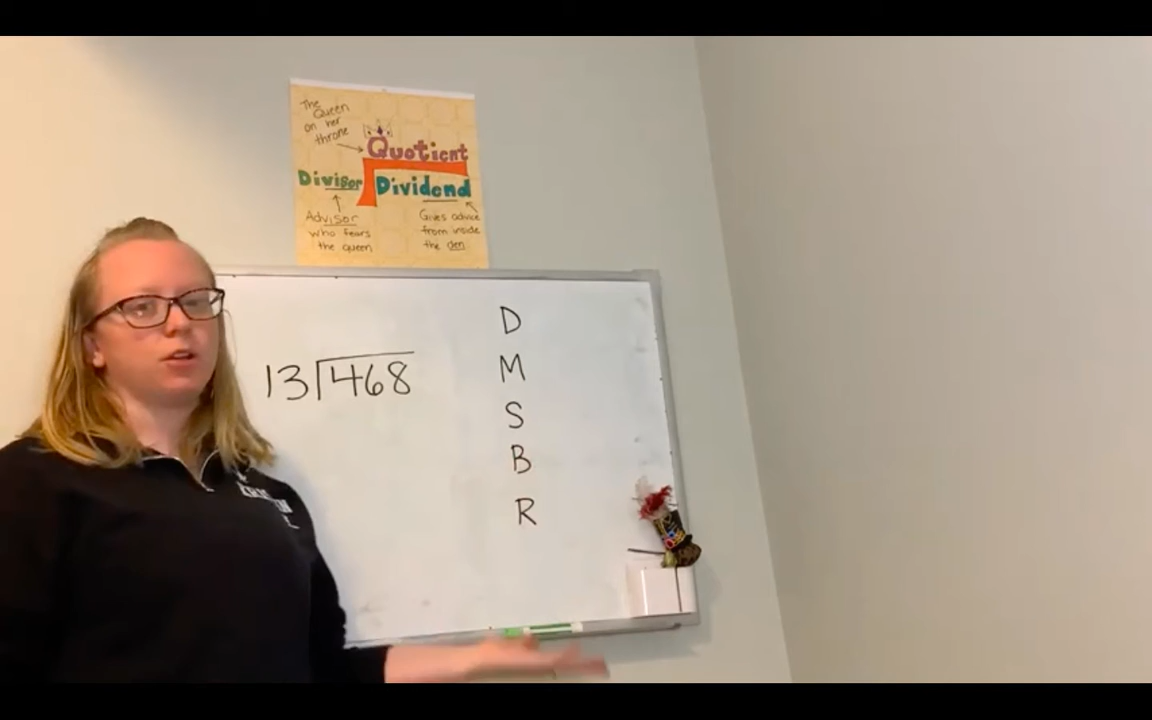 The
Queen
on her
throne
Quotient
Divisor Dividend
Advisor
who fears
the queen
Gives advice
from inside
the den
13 468
D
M
S
B
R